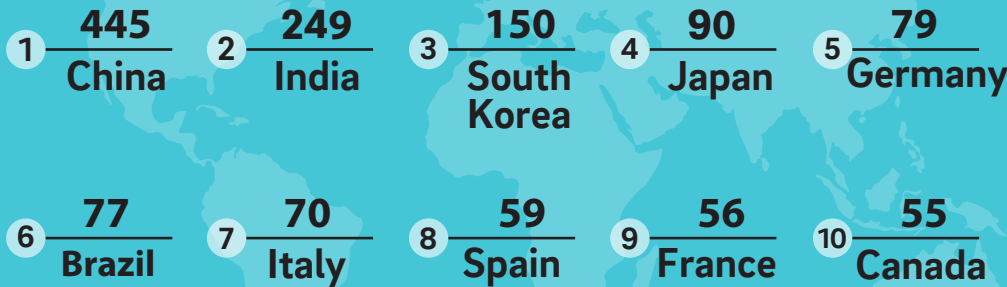 1 445 China
2 249 India
3 150 South
Korea
4 90 Japan
5 79 Germany
6 77 Brazil
7 70 Italy
8 59 Spain
9 56 France
10 55 Canada